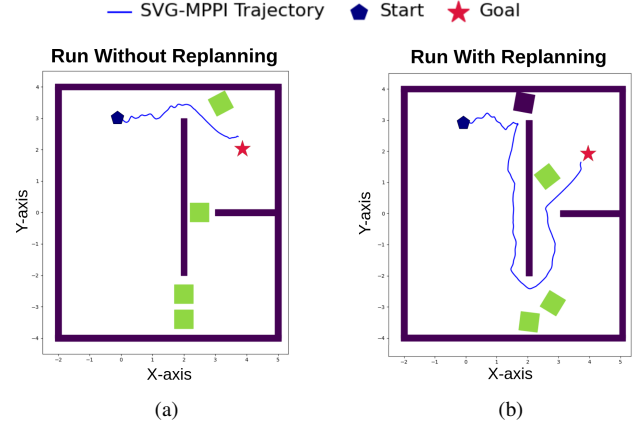 SVG-MPPI Trajectory Start Goal
Run Without Replanning Run With Replanning
4
3
2
1
0
−1
−2
−3
−4
Y-axis
−2 −1 0 1 2 3 4 5
X-axis
(a)
4
3
2
1
0
−1
−2
−3
−4
Y-axis
−2 −1 0 1 2 3 4 5
X-axis
(b)